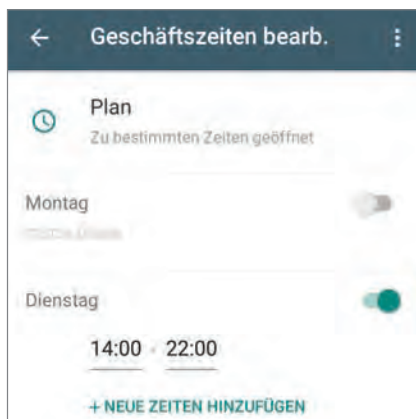 Geschäftszeiten bearb.
Plan
Zu bestimmten Zeiten geöffnet
Montag
Dienstag
14:00 - 22:00
+ NEUE ZEITEN HINZUFÜGEN